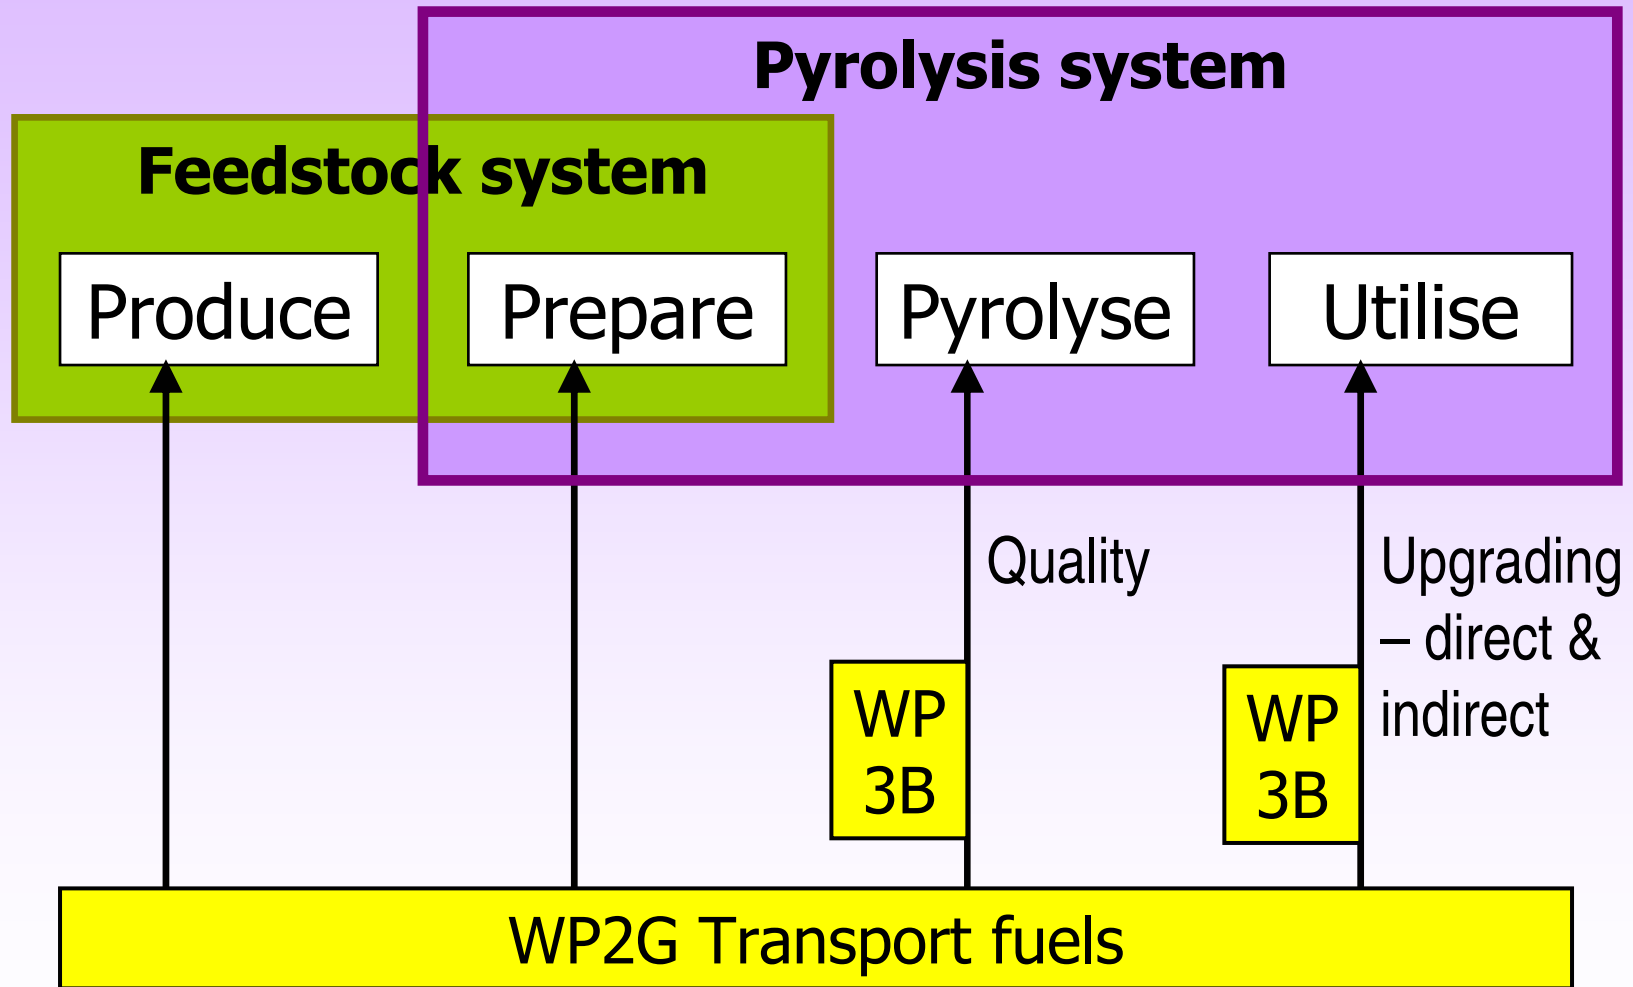 Pyrolysis system
Feedstock system
Produce
Prepare
Pyrolyse
Utilise
Quality
Upgrading
– direct &
indirect
WP
3B
WP
3B
WP2G Transport fuels